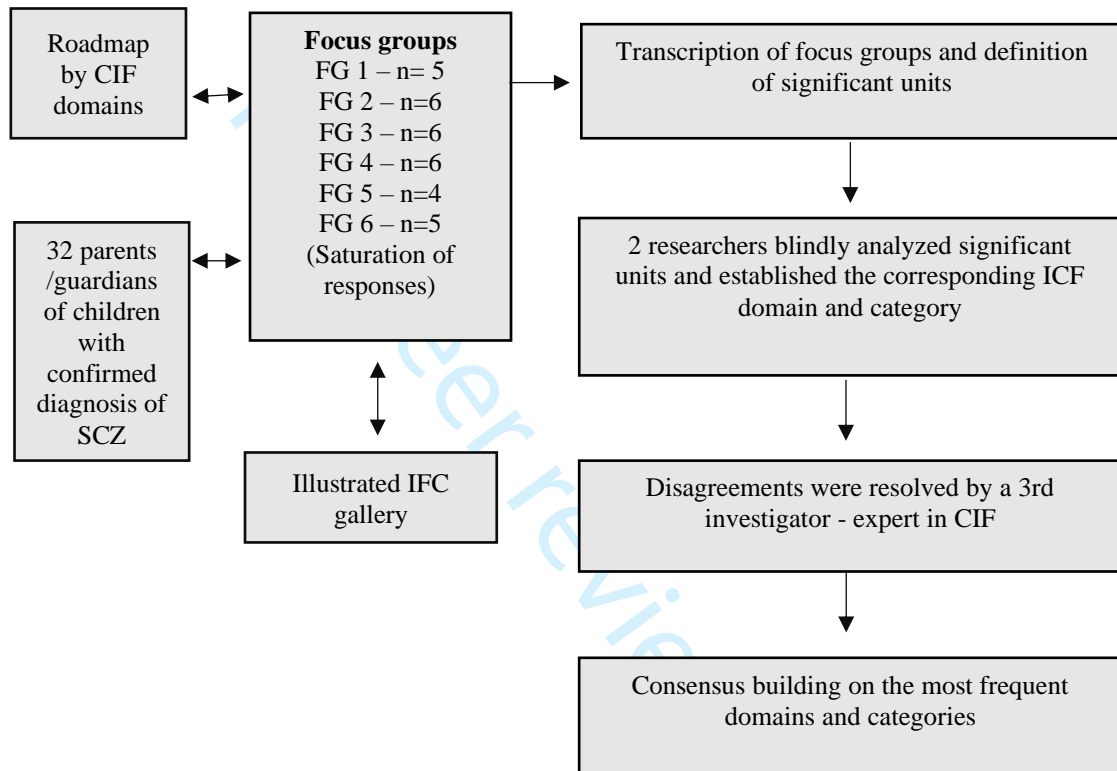 Roadmap
by CIF
domains
32 parents
/guardians
of children
with
confirmed
diagnosis of
SCZ
Focus groups
FG 1 – n= 5
FG 2 – n=6
FG 3 – n=6
FG 4 – n=6
FG 5 – n=4
FG 6 – n=5
(Saturation of
responses)
Illustrated IFC
gallery
Transcription of focus groups and definition
of significant units
2 researchers blindly analyzed significant
units and established the corresponding ICF
domain and category
Disagreements were resolved by a 3rd
investigator - expert in CIF
Consensus building on the most frequent
domains and categories